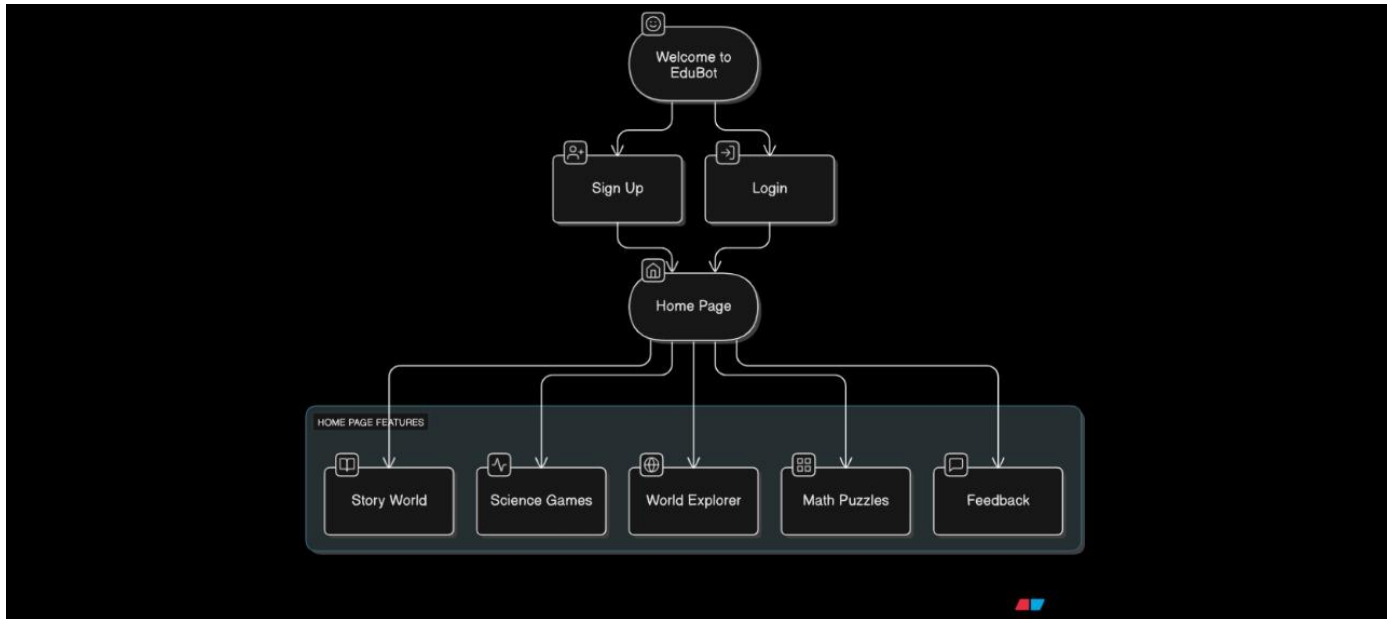 Welcome to
EduBot
Sign Up
Login
Home Page
HOME PAGE FEATURES
Story World
Science Games
World Explorer
Math Puzzles
Feedback